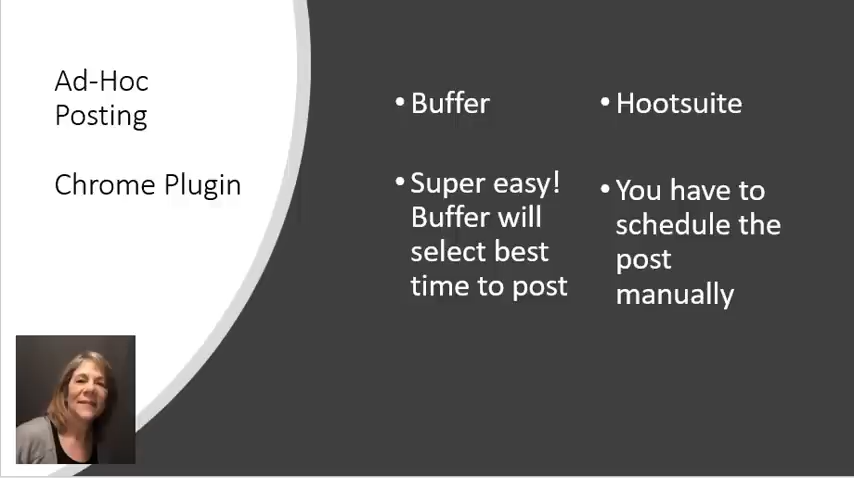 Ad-Hoc
Posting
Chrome Plugin
• Buffer
• Super easy!
Buffer will
select best
time to post
• Hootsuite
• You have to
schedule the
post
manually